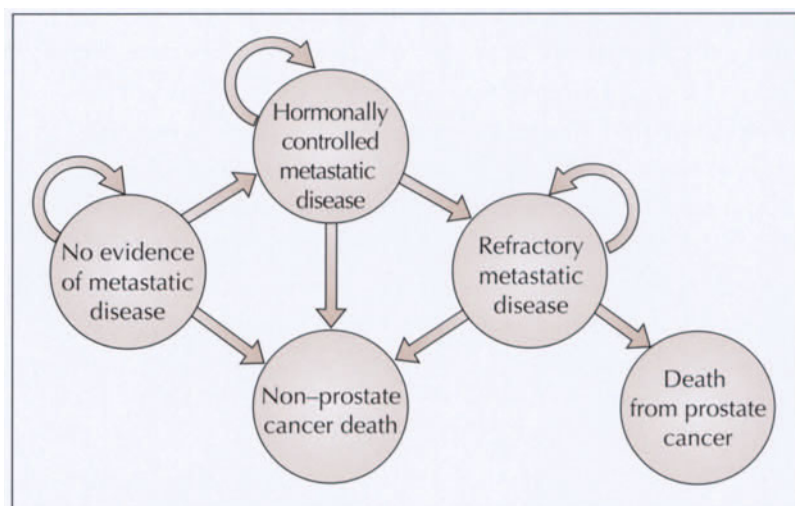 Hormonally
controlled
metastatic
disease
No evidence
of metastatic
disease
Refractory
metastatic
disease
Non–prostate
cancer death
Death
from prostate
cancer